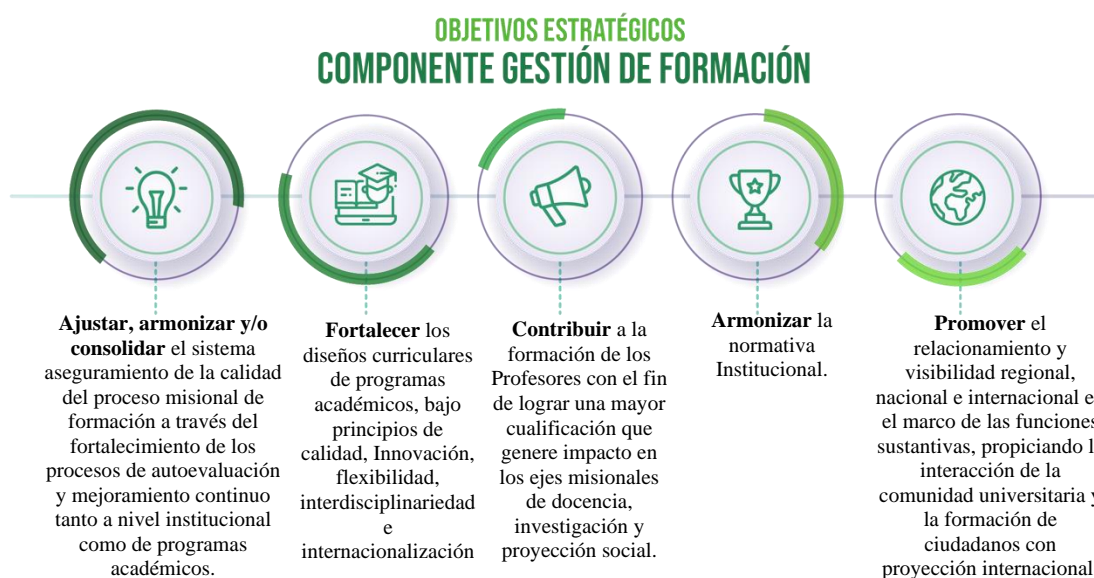 OBJETIVOS ESTRATÉGICOS
COMPONENTE GESTIÓN DE FORMACIÓN
Ajustar, armonizar y/o
consolidar el sistema
aseguramiento de la calidad
del proceso misional de
formación a través del
fortalecimiento de los
procesos de autoevaluación
y mejoramiento continuo
tanto a nivel institucional
como de programas
académicos.
Fortalecer los
diseños curriculares
de programas
académicos, bajo
principios de
calidad, Innovación,
flexibilidad,
interdisciplinariedad
e
internacionalización
Contribuir a la
formación de los
Profesores con el fin
de lograr una mayor
cualificación que
genere impacto en
los ejes misionales
de docencia,
investigación y
proyección social.
Armonizar la
normativa
Institucional.
Promover el
relacionamiento y
visibilidad regional,
nacional e internacional
el marco de las funciones
sustantivas, propiciando
interacción de la
comunidad universitaria
la formación de
ciudadanos con
proyección internacional